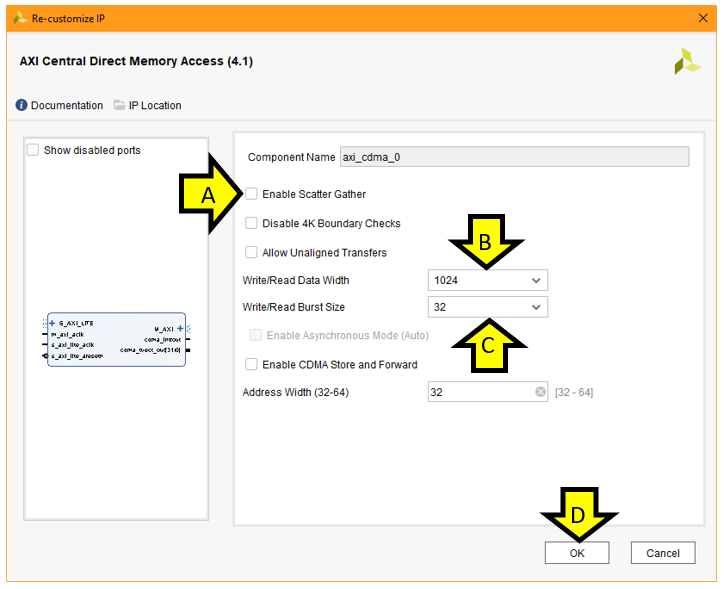 Re-customize IP
AXI Central Direct Memory Access (4.1)
Documentation IP Location
Show disabled ports
Component Name axi_cdma_0
A
Enable Scatter Gather
Disable 4K Boundary Checks
B
Allow Unaligned Transfers
Write/Read Data Width 1024
Write/Read Burst Size 32
C
Enable Asynchronous Mode (Auto)
Enable CDMA Store and Forward
Address Width (32-64) 32 [32 - 64]
S_AXI_LITE
m_axi_aclk
s_axi_lite_aclk
s_axi_lite_aresetn
M_AXI
cdma_introut
cdma_tvect_out[31:0]
D
OK Cancel